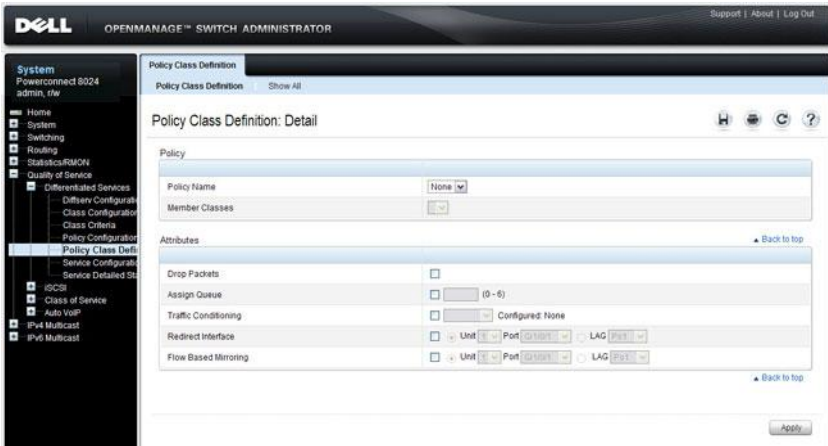 Support | About | Log Out
DELL
OPENMANAGE™ SWITCH ADMINISTRATOR
System
Powerconnect 8024
admin, r/w
Home
System
Switching
Routing
Statistics/RMON
Quality of Service
Differentiated Services
Diffserv Configurati
Class Configuration
Class Criteria
Policy Configuration
Policy Class Defi
Service Configuratio
Service Detailed Sta
iSCSI
Class of Service
Auto VoIP
IPv4 Multicast
IPv6 Multicast
Policy Class Definition
Policy Class Definition Show All
Policy Class Definition: Detail
Policy
Policy Name None
Member Classes
Attributes Back to top
Drop Packets
Assign Queue (0 - 6)
Traffic Conditioning Configured: None
Redirect Interface Unit 1 Port LAG Po1
Flow Based Mirroring Unit 1 Port LAG Po1
Back to top
Apply